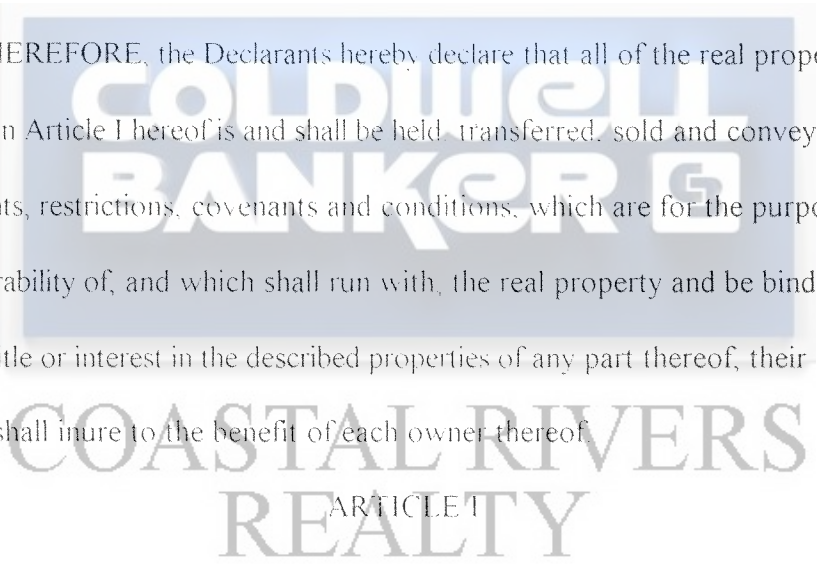 HEREFORE, the Declarants hereby declare that all of the real prope
n Article I hereof is and shall be held, transferred, sold and convey
ts, restrictions, covenants and conditions, which are for the purpo
rability of, and which shall run with, the real property and be bind
tle or interest in the described properties of any part thereof, their
shall inure to the benefit of each owner thereof.
ARTICLE I
COLDWELL
BANKER
COASTAL RIVERS
REALTY